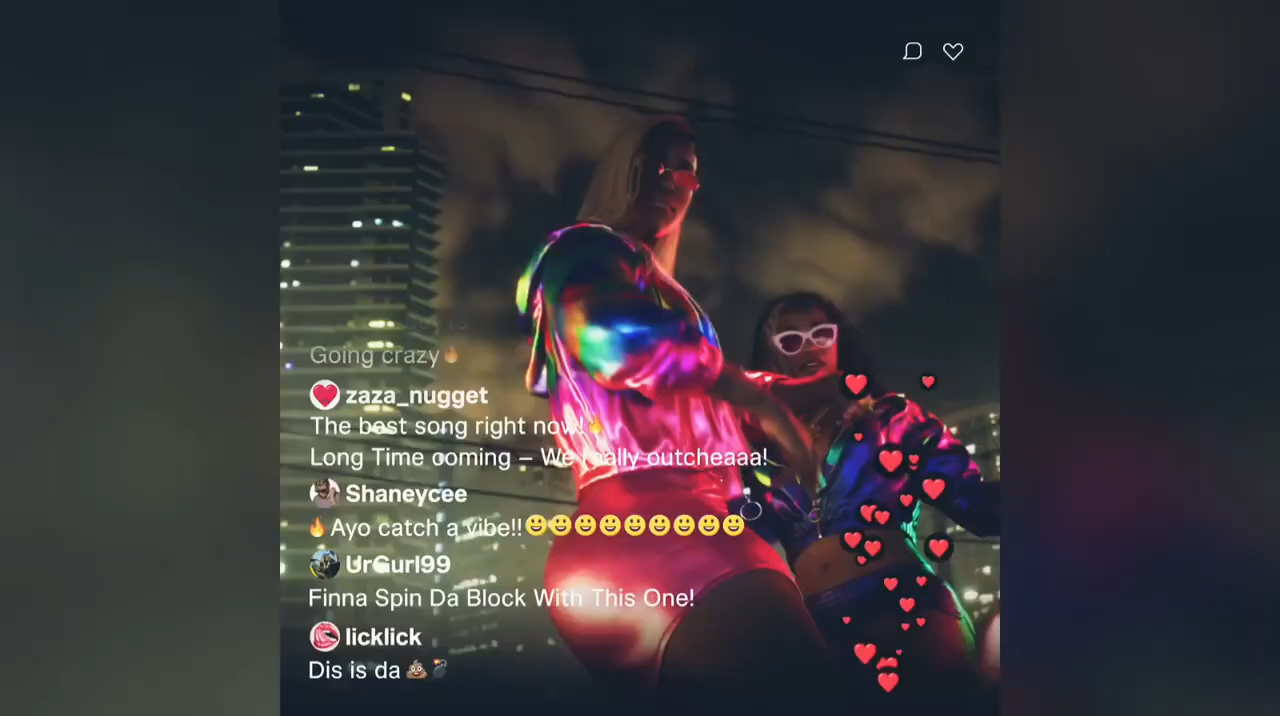 Going crazy🔥
zaza_nugget
The best song right now!🔥
Long Time coming – We really outcheaaa!
Shaneycee
🔥Ayo catch a vibe!!😀😀😀😀😀😀😀😀😀
UrGurl99
Finna Spin Da Block With This One!
licklick
Dis is da💩💣